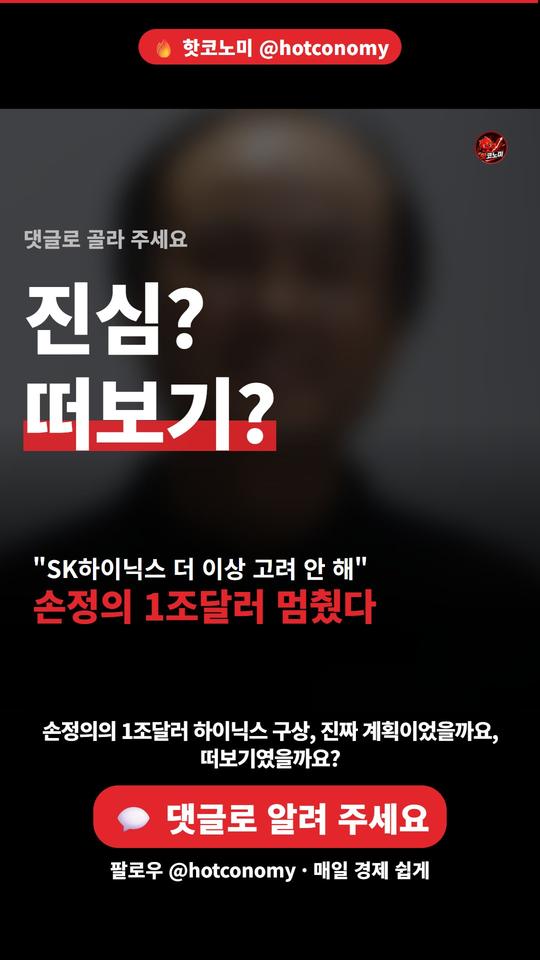 🔥 핫코노미 @hotconomy
핫코노미
댓글로 골라 주세요
진심?
떠보기?
"SK하이닉스 더 이상 고려 안 해"
손정의 1조달러 멈췄다
손정의의 1조달러 하이닉스 구상, 진짜 계획이었을까요,
떠보기였을까요?
💬 댓글로 알려 주세요
팔로우 @hotconomy · 매일 경제 쉽게